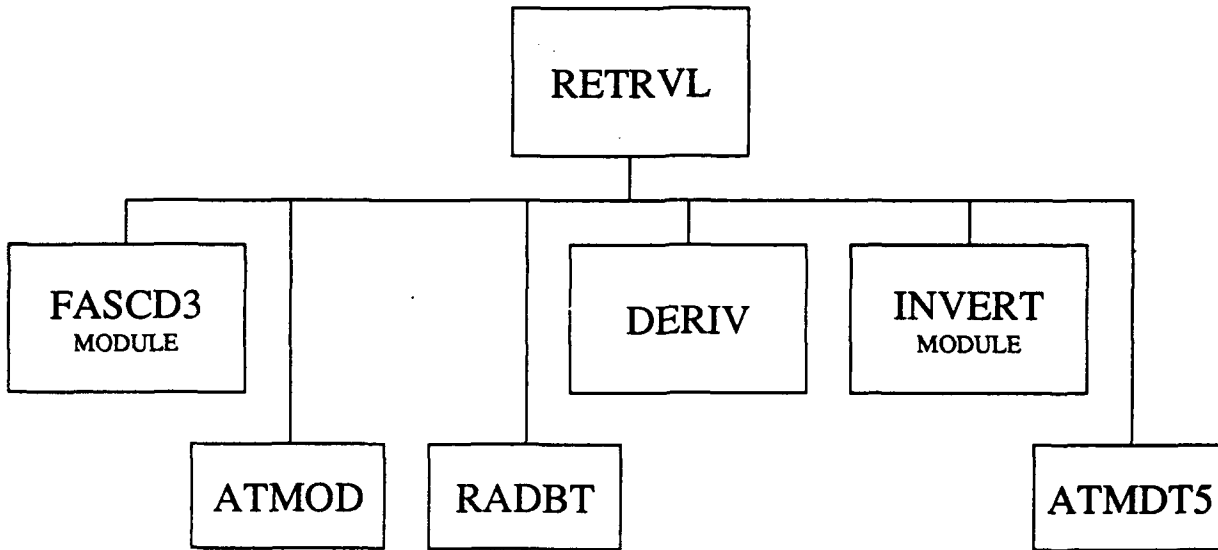 RETRVL
FASCD3
MODULE
DERIV
INVERT
MODULE
ATMOD
RADBT
ATMDT5